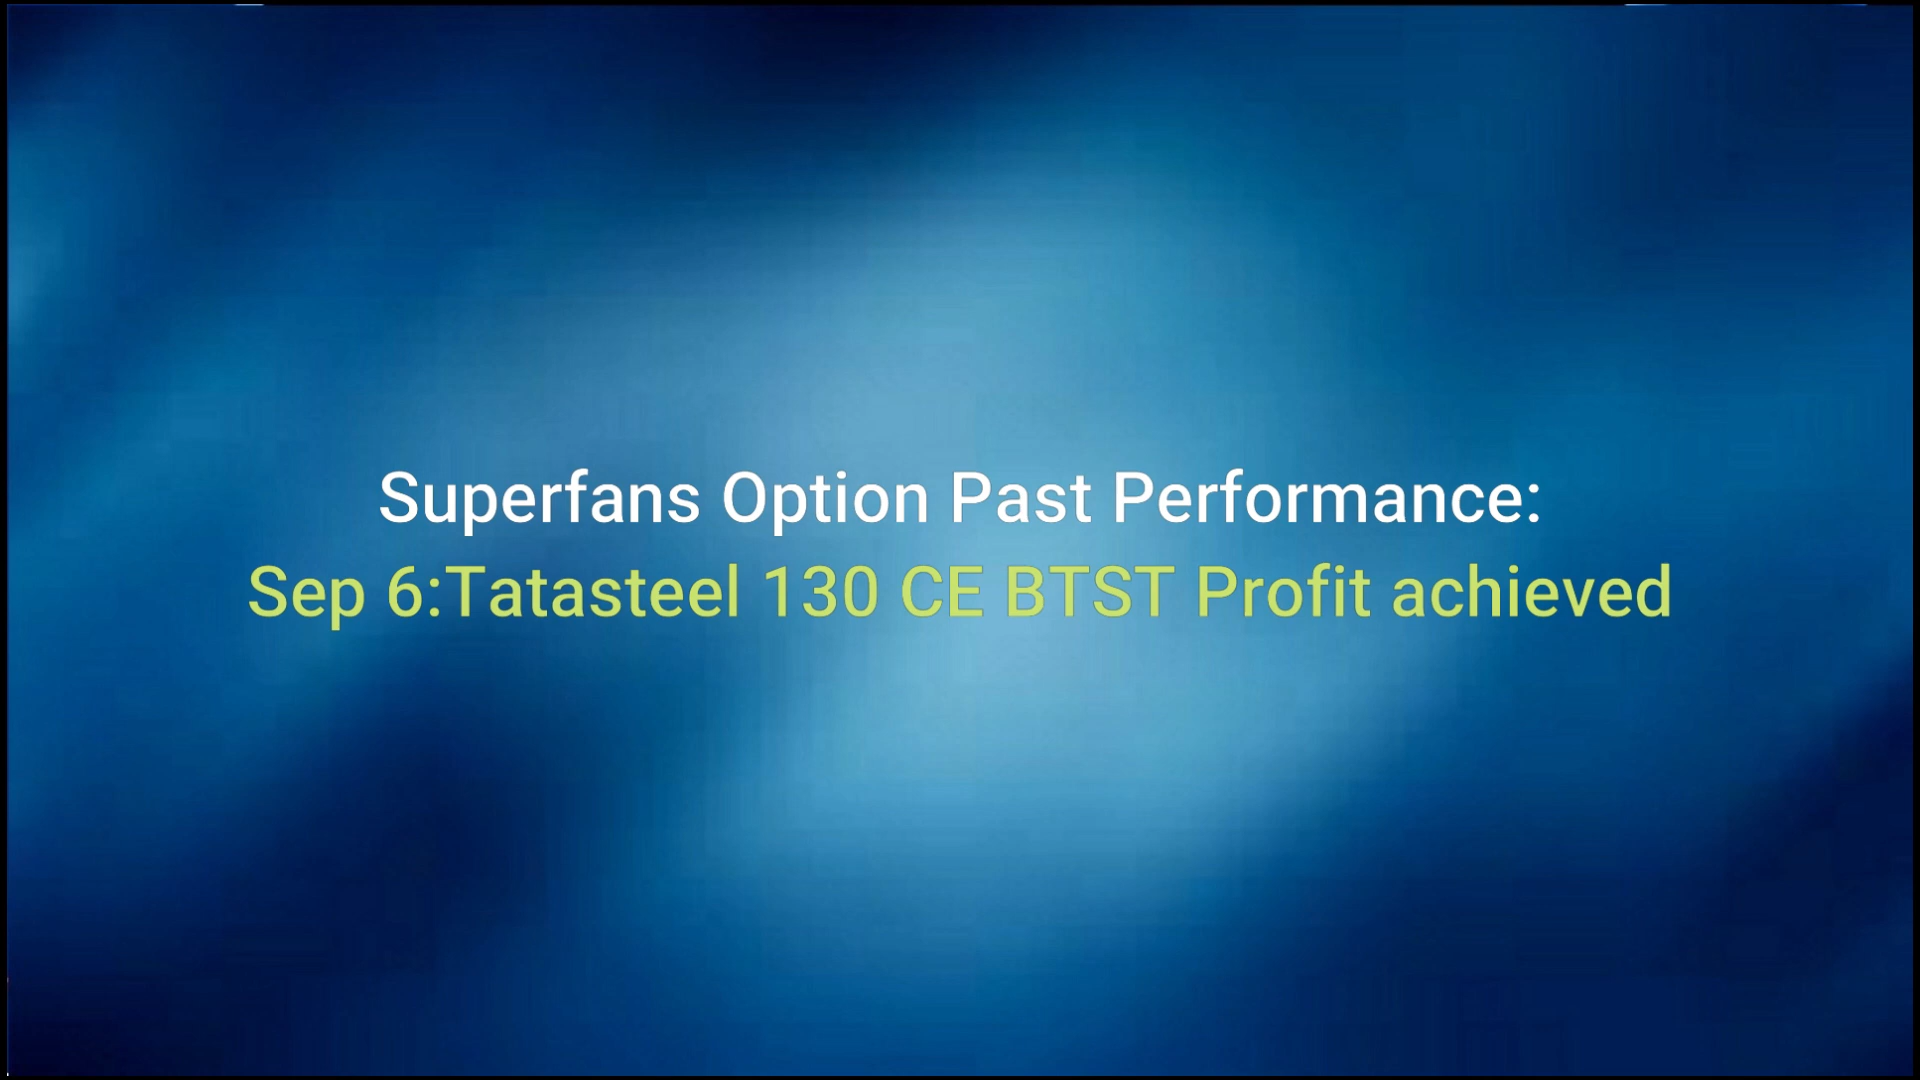 Superfans Option Past Performance:
Sep 6:Tatasteel 130 CE BTST Profit achieved